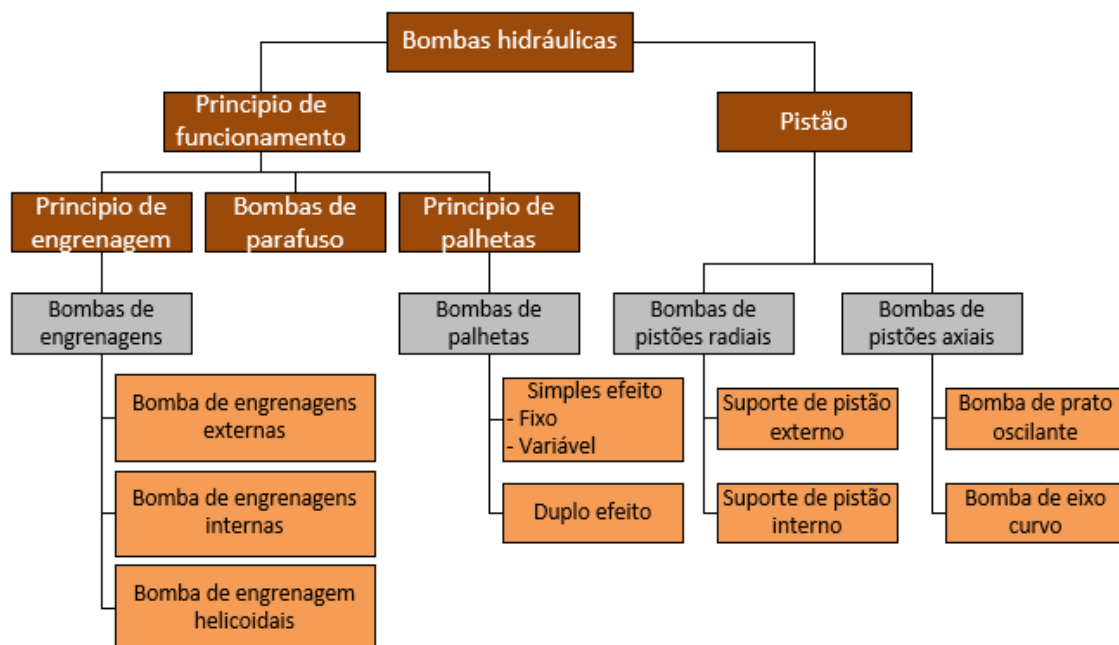 Bombas hidráulicas
Principio de
funcionamento
Pistão
Principio de
engrenagem
Bombas de
parafuso
Principio de
palhetas
Bombas de
engrenagens
Bombas de
palhetas
Bombas de
pistões radiais
Bombas de
pistões axiais
Bomba de engrenagens
externas
Simples efeito
- Fixo
- Variável
Suporte de pistão
externo
Bomba de prato
oscilante
Bomba de engrenagens
internas
Duplo efeito
Suporte de pistão
interno
Bomba de eixo
curvo
Bomba de engrenagem
helicoidais